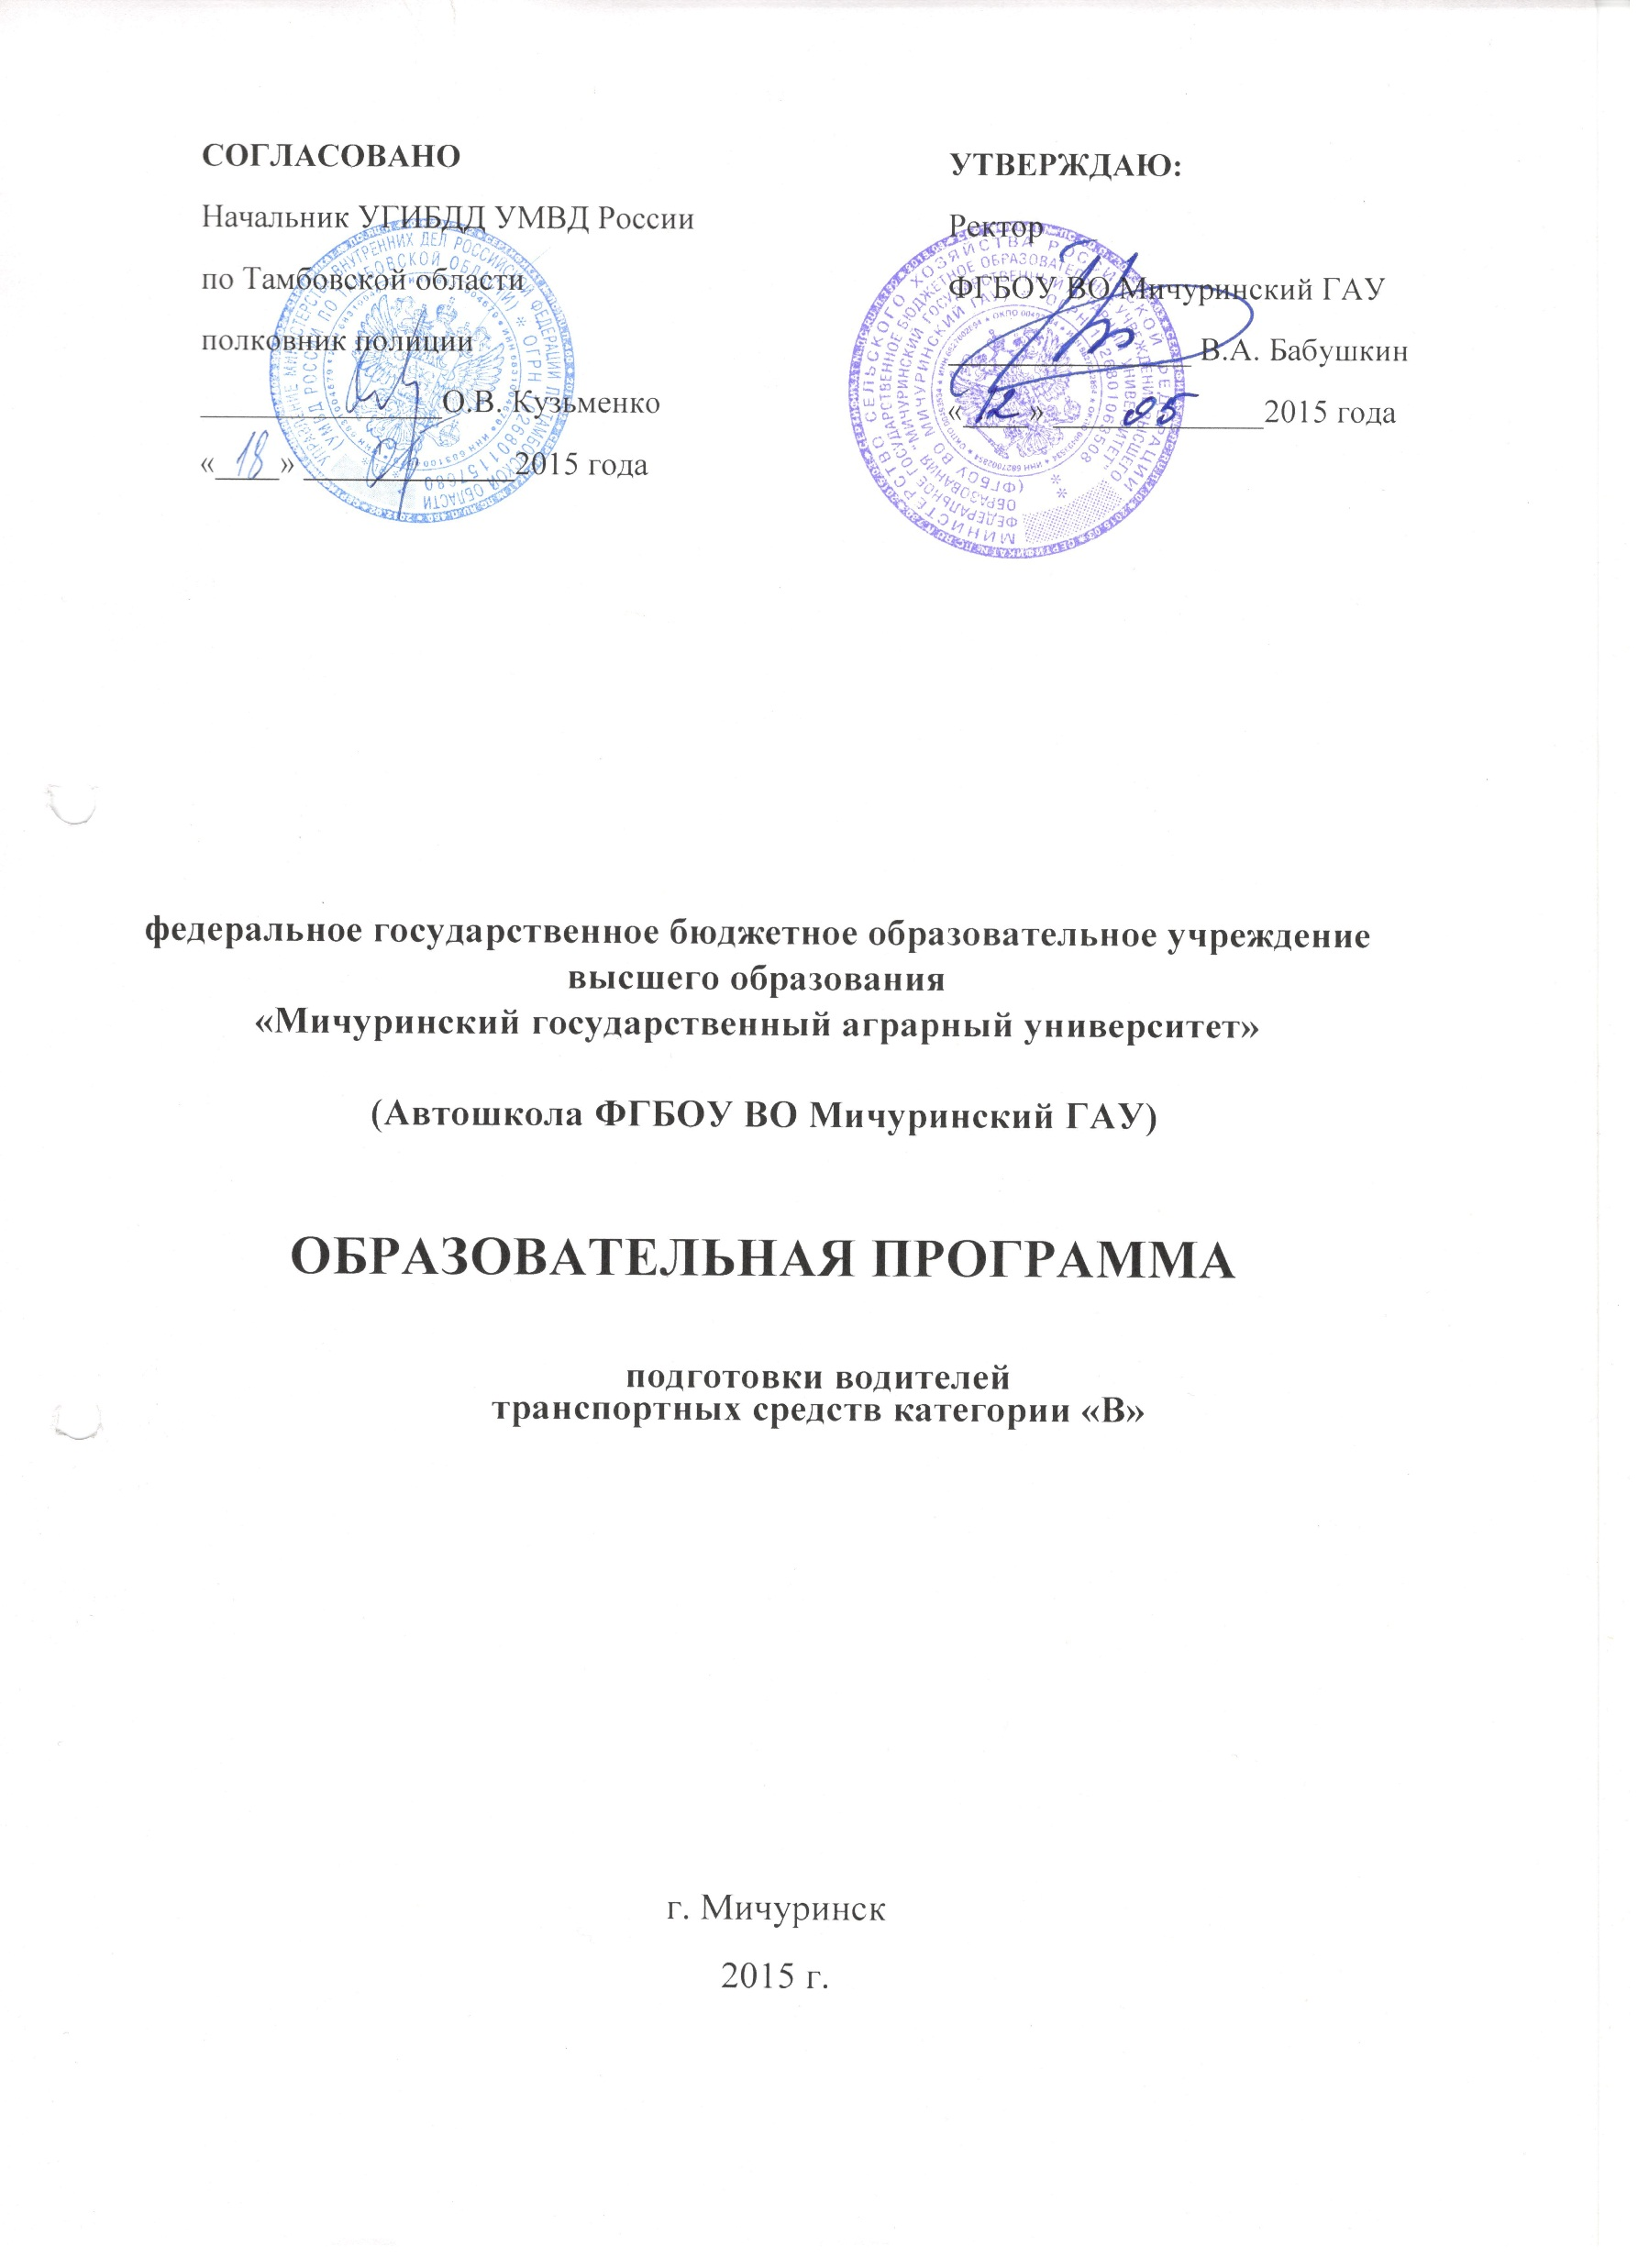 СОГЛАСОВАНО
Начальник УГИБДД УМВД России
по Тамбовской области
полковник полиции
О.В. Кузьменко
«18» 05 2015 года
УТВЕРЖДАЮ:
Ректор
ФГБОУ ВО Мичуринский ГАУ
В.А. Бабушкин
«12» 05 2015 года
федеральное государственное бюджетное образовательное учреждение
высшего образования
«Мичуринский государственный аграрный университет»
(Автошкола ФГБОУ ВО Мичуринский ГАУ)
ОБРАЗОВАТЕЛЬНАЯ ПРОГРАММА
подготовки водителей
транспортных средств категории «В»
г. Мичуринск
2015 г.